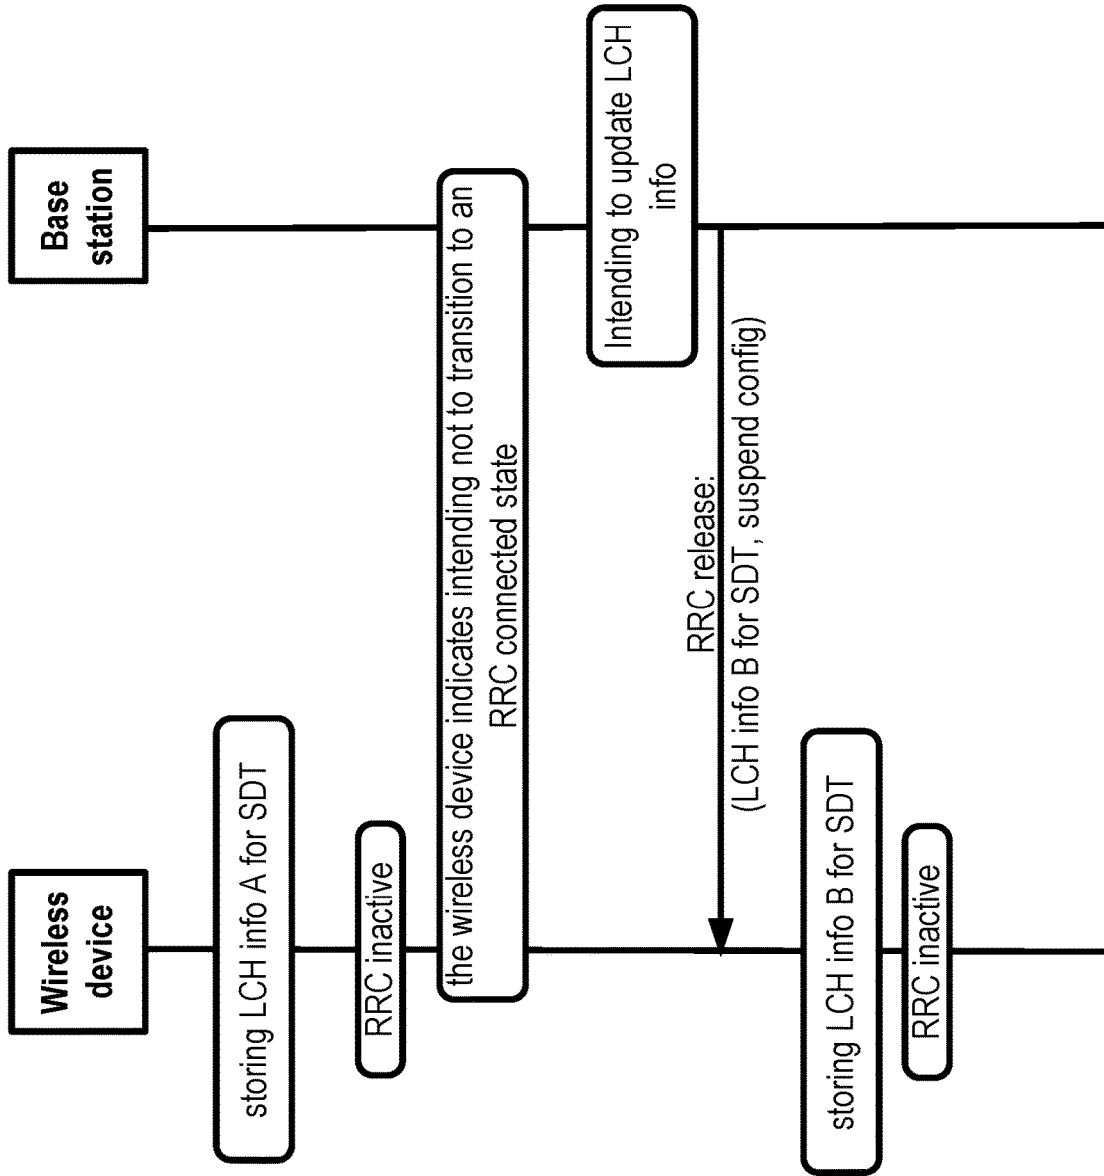 Wireless
device
Base
station
storing LCH info A for SDT
RRC inactive
the wireless device indicates intending not to transition to an
RRC connected state
Intending to update LCH
info
RRC release:
(LCH info B for SDT, suspend config)
storing LCH info B for SDT
RRC inactive